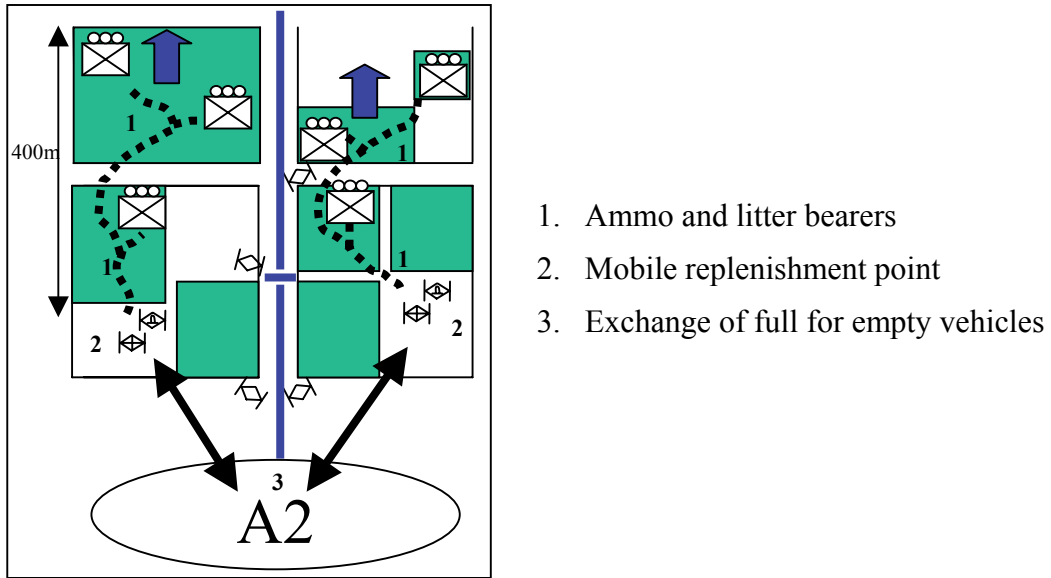 1
1
400m
1
1
2
2
3
A2
1. Ammo and litter bearers
2. Mobile replenishment point
3. Exchange of full for empty vehicles